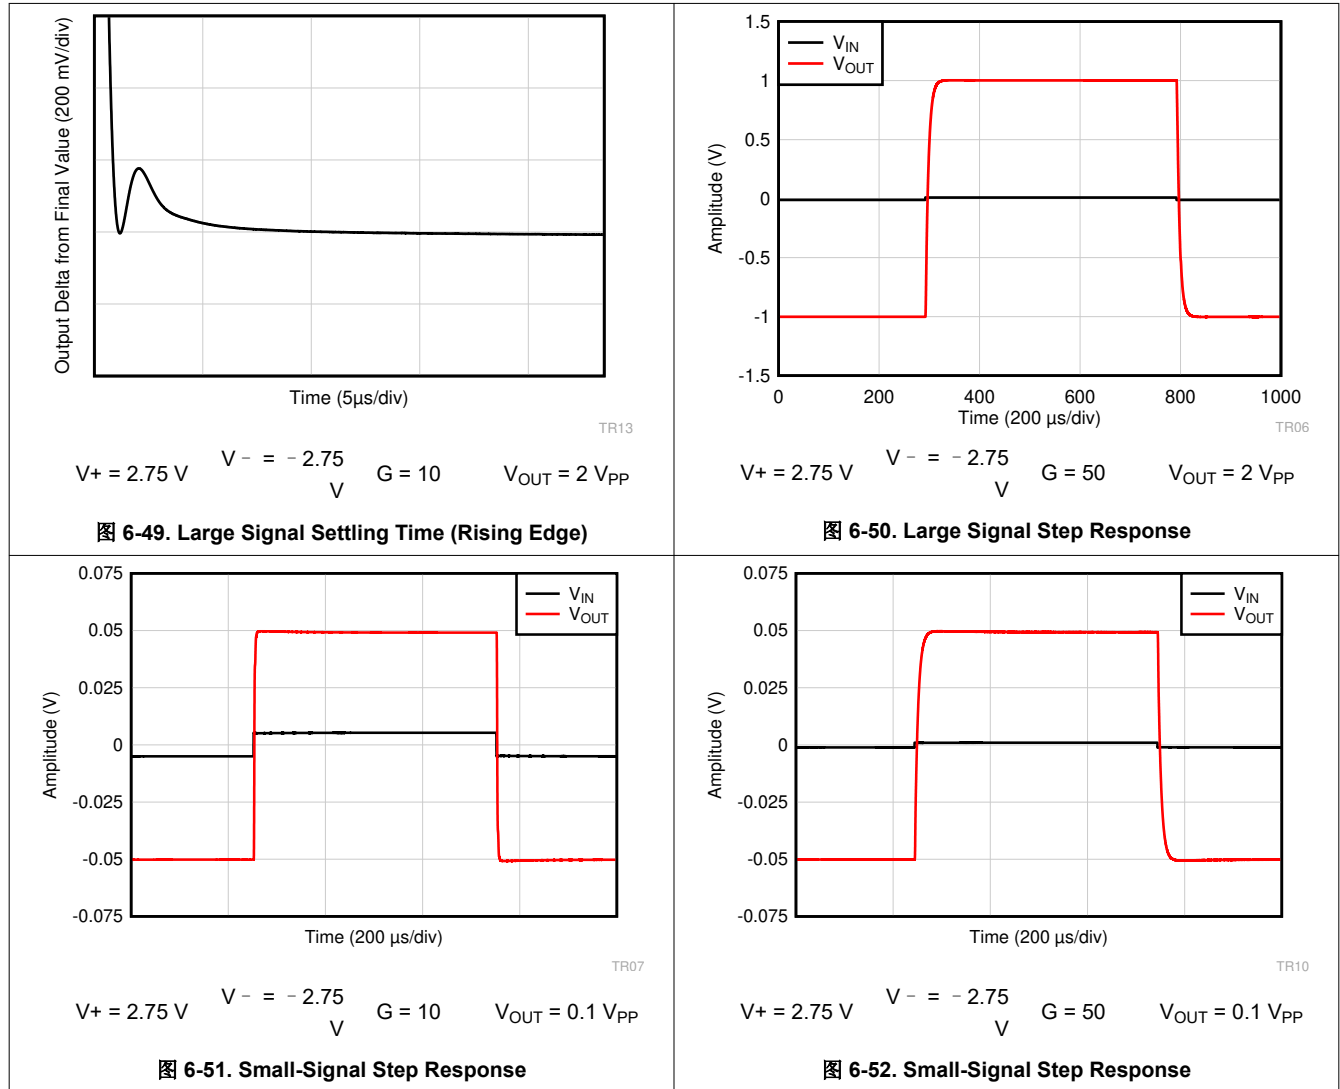 Output Delta from Final Value (200 mV/div)
Time (5µs/div)
TR13
V+ = 2.75 V
V− = −2.75 V
G = 10
VOUT = 2 VPP
图 6-49. Large Signal Settling Time (Rising Edge)
VIN
VOUT
1.5
1
0.5
0
-0.5
-1
-1.5
Amplitude (V)
0 200 400 600 800 1000
Time (200 µs/div)
TR06
V+ = 2.75 V
V− = −2.75 V
G = 50
VOUT = 2 VPP
图 6-50. Large Signal Step Response
VIN
VOUT
0.075
0.05
0.025
0
-0.025
-0.05
-0.075
Amplitude (V)
Time (200 µs/div)
TR07
V+ = 2.75 V
V− = −2.75 V
G = 10
VOUT = 0.1 VPP
图 6-51. Small-Signal Step Response
VIN
VOUT
0.075
0.05
0.025
0
-0.025
-0.05
-0.075
Amplitude (V)
Time (200 µs/div)
TR10
V+ = 2.75 V
V− = −2.75 V
G = 50
VOUT = 0.1 VPP
图 6-52. Small-Signal Step Response